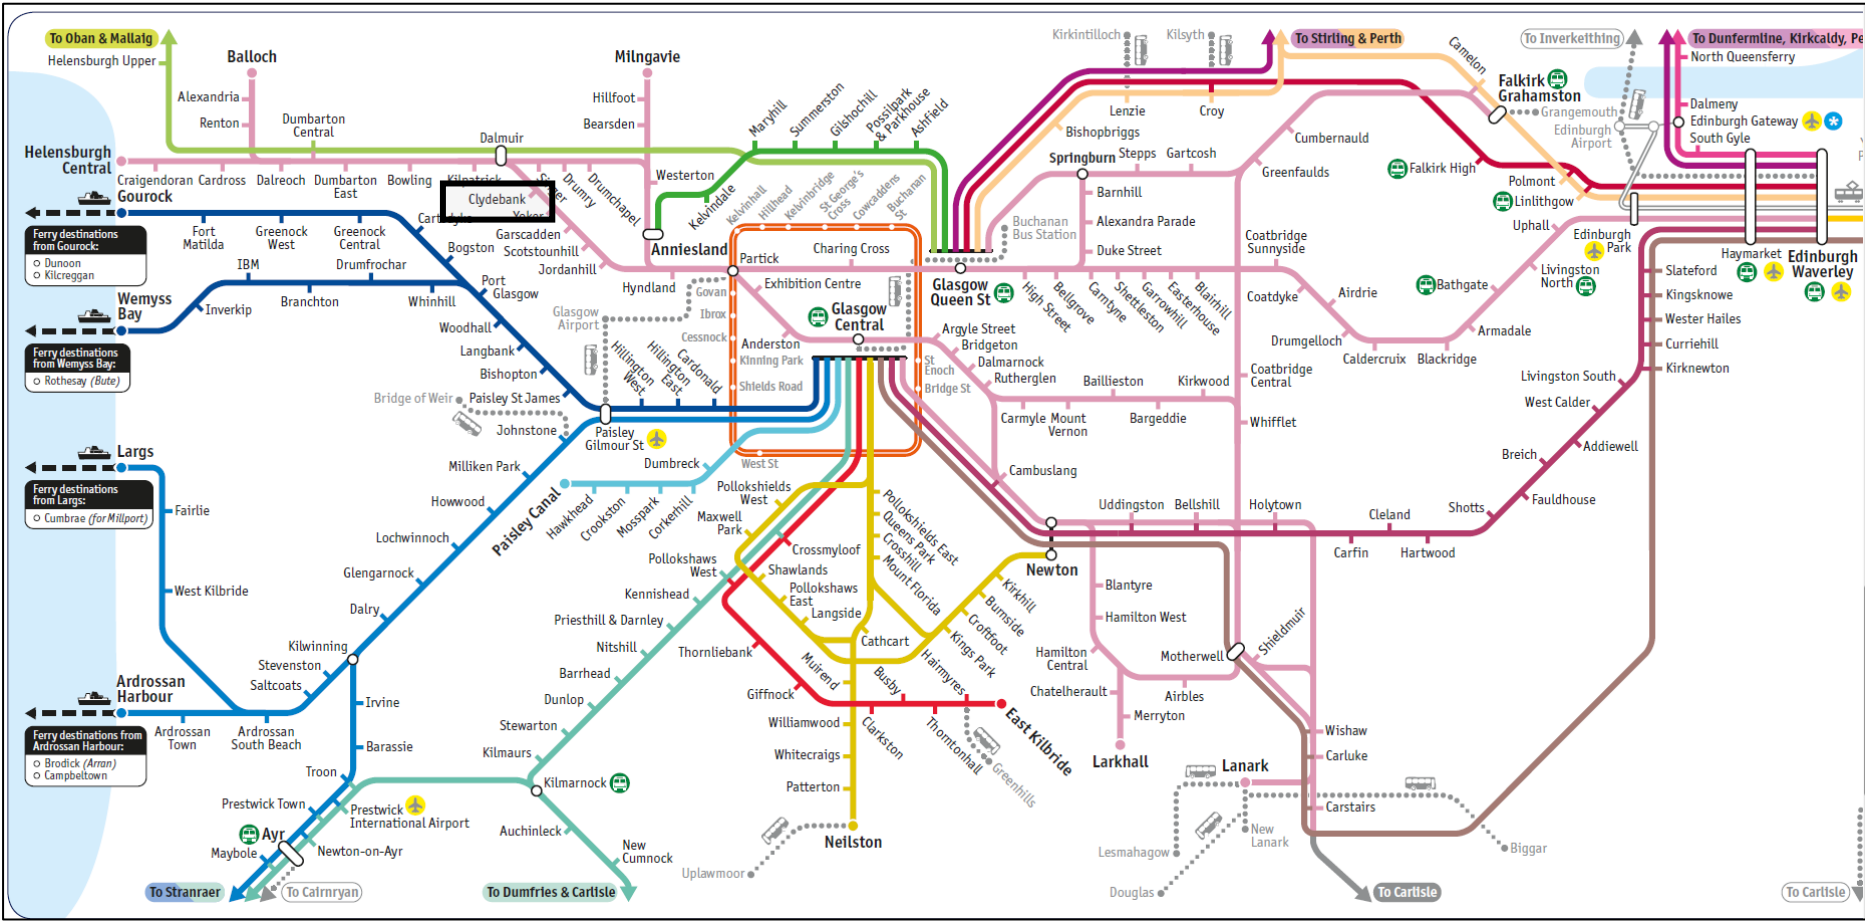 To Oban & Mallaig
Helensburgh Upper
Balloch
Alexandria
Renton
Dumbarton
Central
Dalmuir
Milngavie
Hillfoot
Bearsden
Westerton
Helensburgh
Central
Craigendoran
Cardross
Dalreoch
Dumbarton
East
Bowling
Kilpatrick
Singer
Drumry
Drumchapel
Clydebank
Yoker
Garscadden
Scotstounhill
Jordanhill
Hyndland
Anniesland
Kelvindale
Maryhill
Summerston
Gilshochill
Possilpark
& Parkhouse
Ashfield
Kelvinhall
Hillhead
Kelvinbridge
St George's
Cross
Cowcaddens
Buchanan
St
Buchanan
Bus Station
Partick
Charing Cross
Exhibition Centre
Govan
Ibrox
Cessnock
Kinning Park
Shields Road
West St
Bridge St
St
Enoch
Anderston
Glasgow
Central
Glasgow
Queen St
Gourock
Ferry destinations
from Gourock:
Dunoon
Kilcreggan
Fort
Matilda
Greenock
West
Greenock
Central
Cartsdyke
Bogston
Port
Glasgow
IBM
Drumfrochar
Branchton
Whinhill
Inverkip
Wemyss
Bay
Ferry destinations
from Wemyss Bay:
Rothesay (Bute)
Woodhall
Langbank
Bishopton
Paisley St James
Glasgow
Airport
Hillington
West
Hillington
East
Cardonald
Bridge of Weir
Johnstone
Paisley
Gilmour St
Milliken Park
Howwood
Lochwinnoch
Glengarnock
Dalry
Kilwinning
Stevenston
Saltcoats
Largs
Ferry destinations
from Largs:
Cumbrae (for Millport)
Fairlie
West Kilbride
Ardrossan
Harbour
Ferry destinations from
Ardrossan Harbour:
Brodick (Arran)
Campbeltown
Ardrossan
Town
Ardrossan
South Beach
Irvine
Barassie
Troon
Prestwick Town
Prestwick
International Airport
Newton-on-Ayr
Ayr
Maybole
To Stranraer
To Cairnryan
Paisley Canal
Hawkhead
Crookston
Mosspark
Corkerhill
Dumbreck
Pollokshields
West
Maxwell
Park
Pollokshaws
West
Crossmyloof
Shawlands
Pollokshaws
East
Langside
Kennishead
Priesthill & Darnley
Nitshill
Barrhead
Dunlop
Stewarton
Kilmaurs
Kilmarnock
Auchinleck
New
Cumnock
To Dumfries & Carlisle
Pollokshields East
Queens Park
Crosshill
Mount Florida
Cathcart
Kings Park
Croftfoot
Burnside
Kirkhill
Newton
Thornliebank
Giffnock
Muirend
Busby
Hairmyres
Clarkston
Thorntonhall
East Kilbride
Greenhills
Williamwood
Whitecraigs
Patterton
Neilston
Uplawmoor
Kirkintilloch
Kilsyth
Lenzie
Croy
Bishopbriggs
To Stirling & Perth
Camelon
Falkirk
Grahamston
Grangemouth
To Inverkeithing
Edinburgh
Airport
To Dunfermline, Kirkcaldy, Pe
North Queensferry
Dalmeny
Edinburgh Gateway
South Gyle
Springburn
Stepps
Gartcosh
Cumbernauld
Greenfaulds
Barnhill
Alexandra Parade
Duke Street
Falkirk High
Polmont
Linlithgow
Uphall
Edinburgh
Park
Haymarket
Edinburgh
Waverley
Livingston
North
Bathgate
Armadale
Blackridge
Caldercruix
Drumgelloch
Airdrie
Coatdyke
Coatbridge
Sunnyside
High Street
Bellgrove
Carntyne
Shettleston
Garrowhill
Easterhouse
Blairhill
Coatbridge
Central
Whifflet
Argyle Street
Bridgeton
Dalmarnock
Rutherglen
Baillieston
Kirkwood
Carmyle
Mount
Vernon
Bargeddie
Cambuslang
Uddingston
Bellshill
Holytown
Carfin
Cleland
Hartwood
Shotts
Fauldhouse
Breich
Addiewell
West Calder
Livingston South
Kirknewton
Curriehill
Wester Hailes
Kingsknowe
Slateford
Blantyre
Hamilton West
Hamilton
Central
Chatelherault
Merryton
Larkhall
Airbles
Motherwell
Shieldmuir
Wishaw
Carluke
Carstairs
Lanark
New
Lanark
Lesmahagow
Douglas
Biggar
To Carlisle
To Carlisle